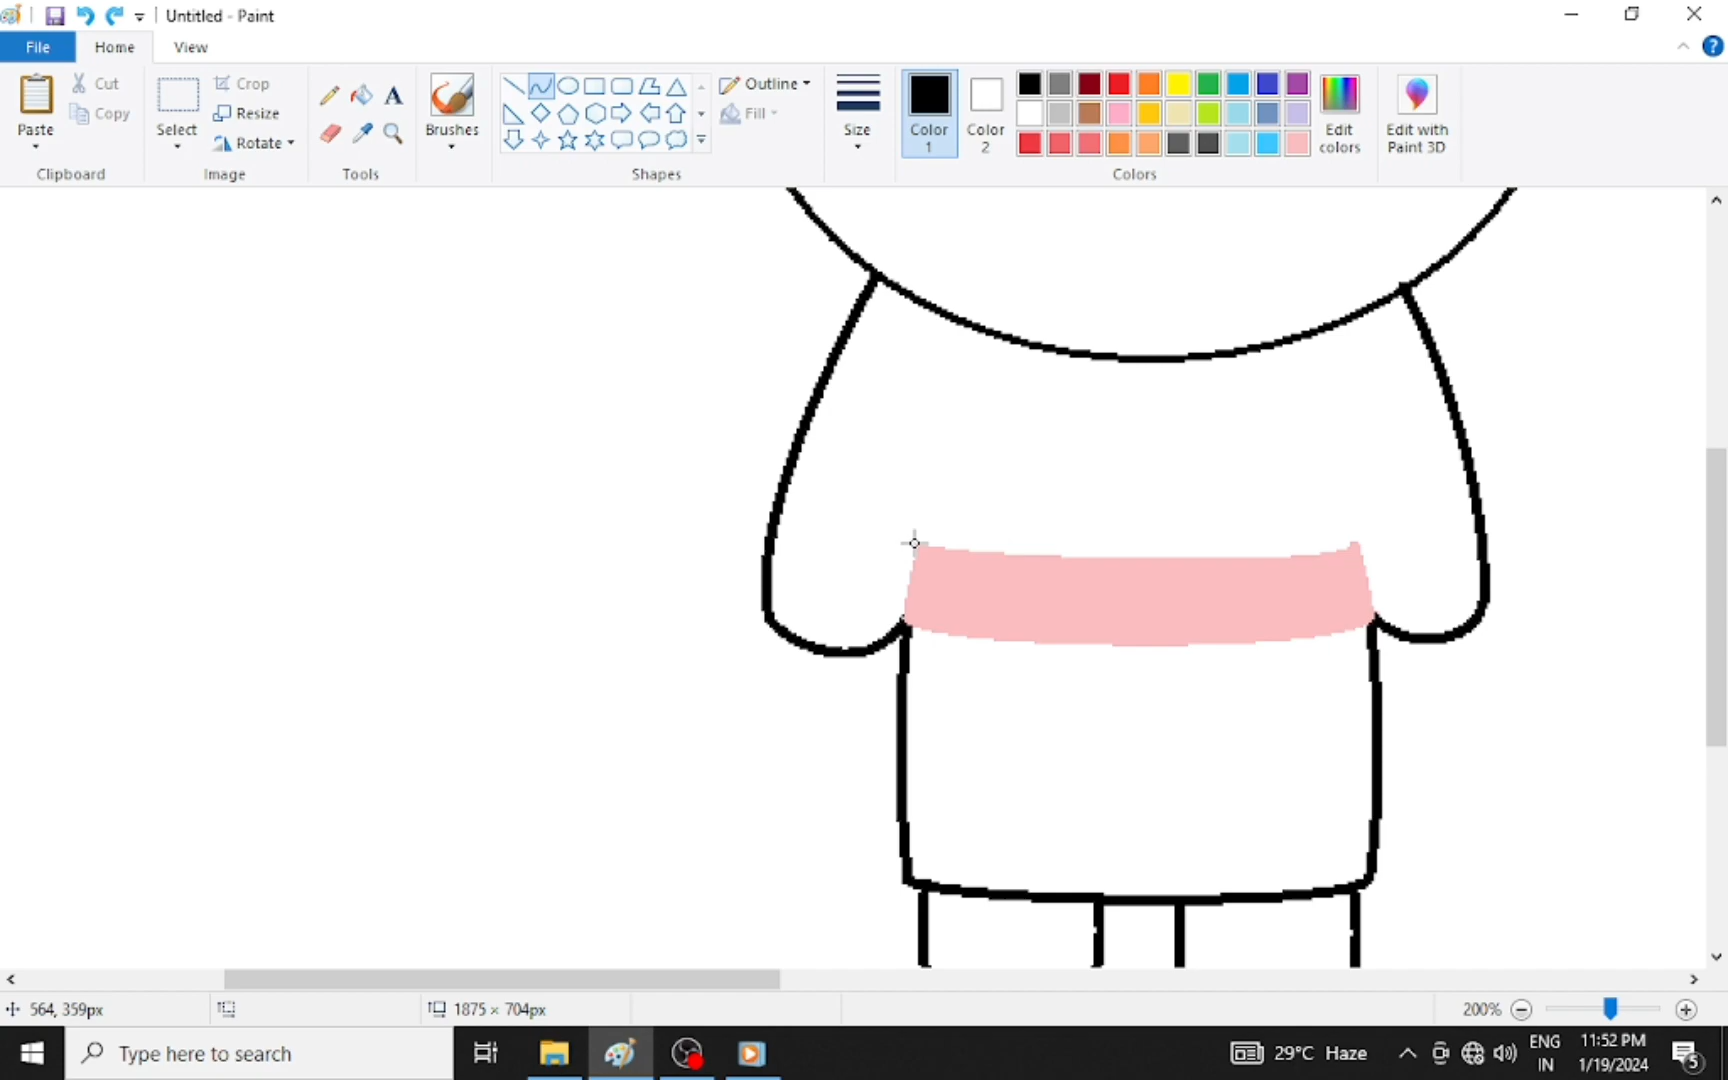 Untitled - Paint
File Home View
Paste
Cut
Copy
Clipboard
Select
Crop
Resize
Rotate
Image
A
Tools
Brushes
Shapes
Outline
Fill
Size
Color 1
Color 2
Edit colors
Colors
Edit with Paint 3D
564, 359px
1875 × 704px
200%
Type here to search
29°C Haze
ENG
IN
11:52 PM
1/19/2024
5